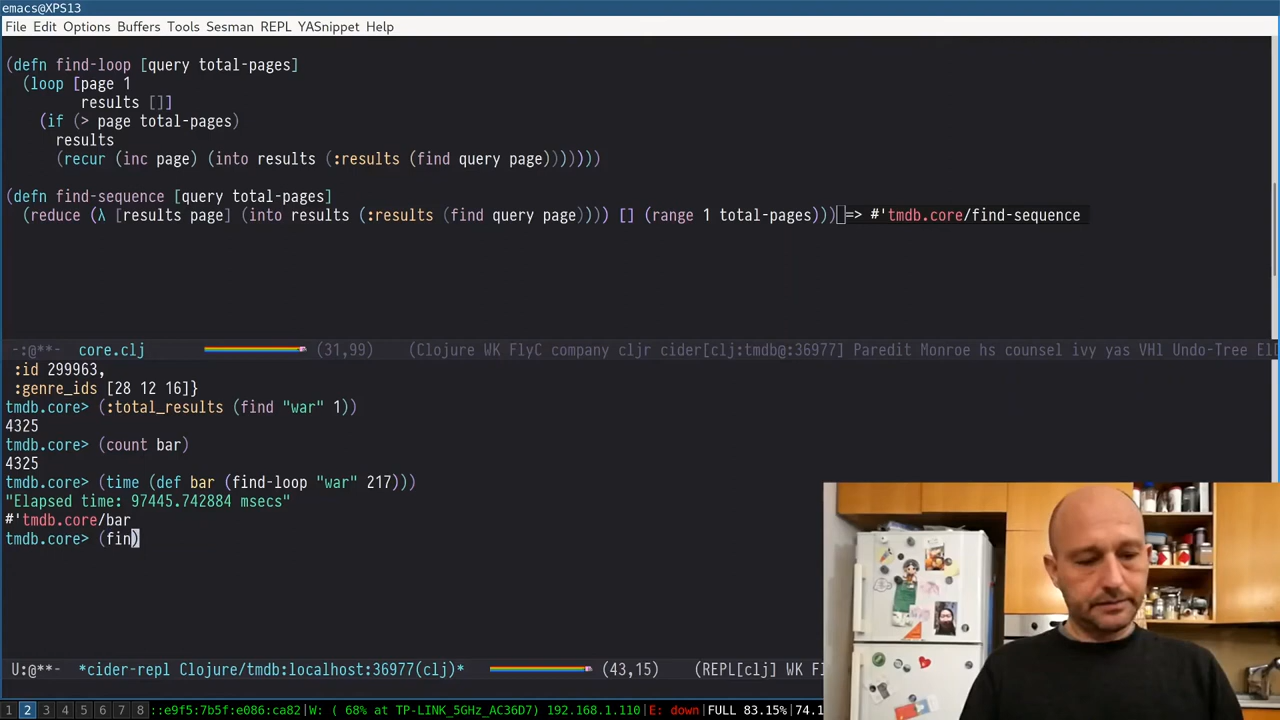 emacs@XPS13
File Edit Options Buffers Tools Sesman REPL YASnippet Help
(defn find-loop [query total-pages]
(loop [page 1
results []]
(if (> page total-pages)
results
(recur (inc page) (into results (:results (find query page)))))))
(defn find-sequence [query total-pages]
(reduce (λ [results page] (into results (:results (find query page)))) [] (range 1 total-pages))) => #'tmdb.core/find-sequence
-:@**- core.clj (31,99) (Clojure WK FlyC company cljr cider[clj:tmdb@:36977] Paredit Monroe hs counsel ivy yas VHl Undo-Tree El
:id 299963,
:genre_ids [28 12 16]}
tmdb.core> (:total_results (find "war" 1))
4325
tmdb.core> (count bar)
4325
tmdb.core> (time (def bar (find-loop "war" 217)))
"Elapsed time: 97445.742884 msecs"
#'tmdb.core/bar
tmdb.core> (fin)
U:@**- *cider-repl Clojure/tmdb:localhost:36977(clj)* (43,15) (REPL[clj] WK F
1 2 3 4 5 6 7 8 ::e9f5:7b5f:e086:ca82|W: ( 68% at TP-LINK_5GHz_AC36D7) 192.168.1.110|E: down|FULL 83.15%|74.1